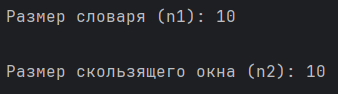 Размер словаря (n1): 10
Размер скользящего окна (n2): 10